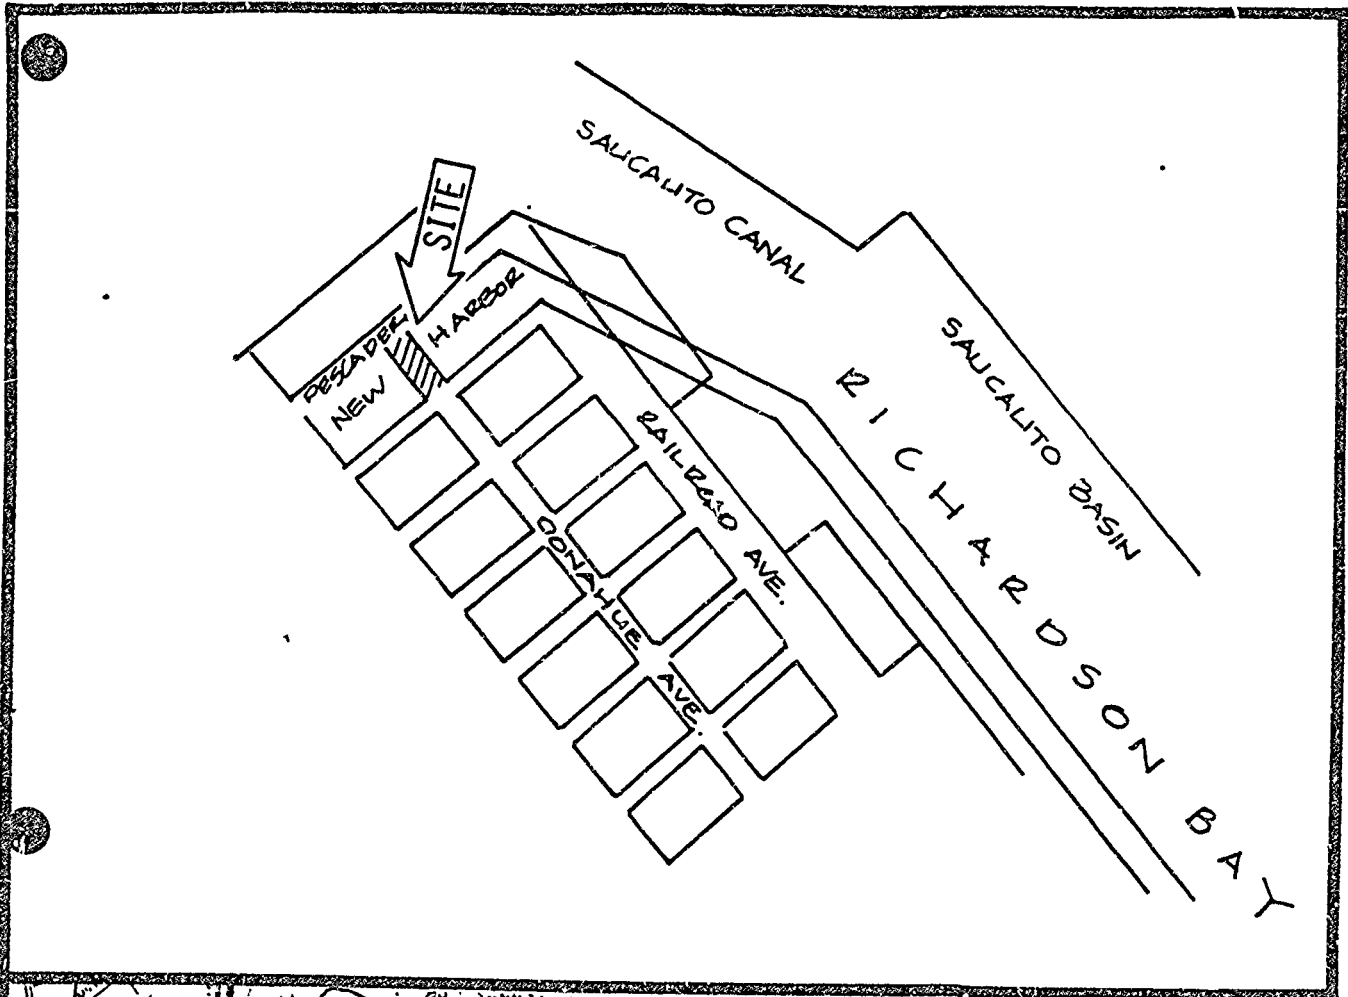 SAUCALITO CANAL
SITE
HARBOR
PESCADER
NEW
SAUCALITO BASIN
RAILROAD AVE.
DONAHUE AVE.
RICHARDSON BAY